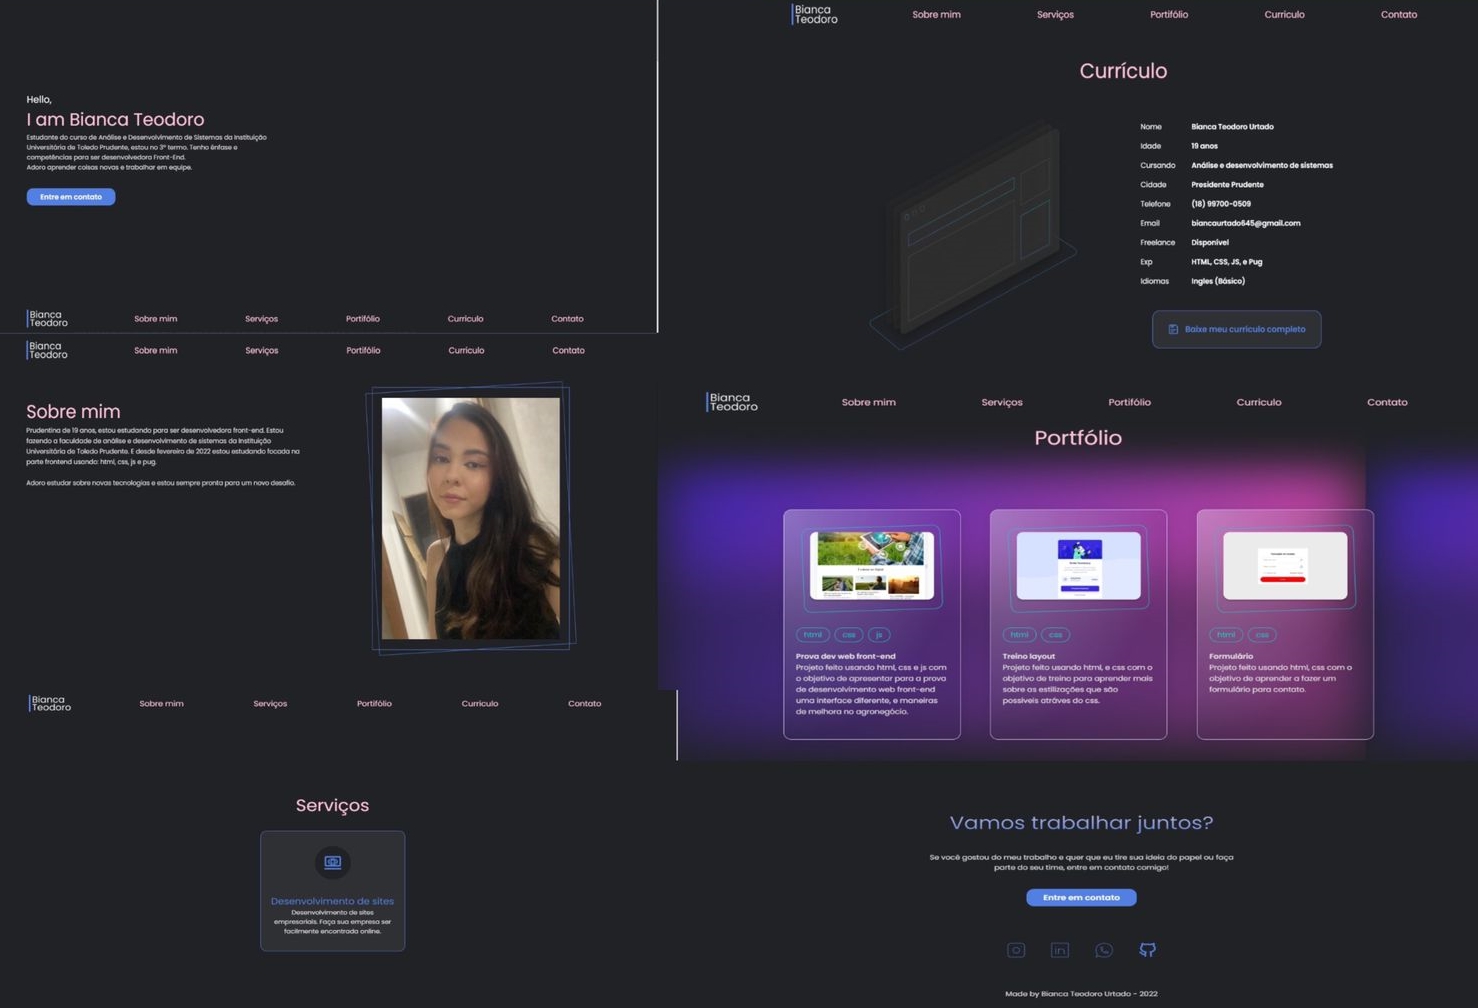 Hello,
I am Bianca Teodoro
Estudante do curso de Análise e Desenvolvimento de Sistemas da Instituição
Universitária de Toledo Prudente, estou no 3º termo. Tenho ênfase e
competências para ser desenvolvedora Front-End.
Adoro aprender coisas novas e trabalhar em equipe.
Entre em contato
Bianca
Teodoro
Sobre mim
Serviços
Portifólio
Curriculo
Contato
Bianca
Teodoro
Sobre mim
Serviços
Portifólio
Curriculo
Contato
Sobre mim
Prudentina de 19 anos, estou estudando para ser desenvolvedora front-end. Estou
fazendo a faculdade de análise e desenvolvimento de sistemas da Instituição
Universitária de Toledo Prudente. E desde fevereiro de 2022 estou estudando focada na
parte frontend usando: html, css, js e pug.
Adoro estudar sobre novas tecnologias e estou sempre pronta para um novo desafio.
Bianca
Teodoro
Sobre mim
Serviços
Portifólio
Curriculo
Contato
Serviços
Desenvolvimento de sites
Desenvolvimento de sites
empresariais. Faça sua empresa ser
facilmente encontrada online.
Bianca
Teodoro
Sobre mim
Serviços
Portifólio
Curriculo
Contato
Currículo
Nome Bianca Teodoro Urtado
Idade 19 anos
Cursando Análise e desenvolvimento de sistemas
Cidade Presidente Prudente
Telefone (18) 99700-0509
Email biancaurtado645@gmail.com
Freelance Disponível
Exp HTML, CSS, JS, e Pug
Idiomas Ingles (Básico)
Baixe meu currículo completo
Bianca
Teodoro
Sobre mim
Serviços
Portifólio
Curriculo
Contato
Portfólio
html css js
Prova dev web front-end
Projeto feito usando html, css e js com
o objetivo de apresentar para a prova
de desenvolvimento web front-end
uma interface diferente, e maneiras
de melhora no agronegócio.
html css
Treino layout
Projeto feito usando html, e css com o
objetivo de treino para aprender mais
sobre as estilizações que são
possíveis atráves do css.
html css
Formulário
Projeto feito usando html, css com o
objetivo de aprender a fazer um
formulário para contato.
Vamos trabalhar juntos?
Se você gostou do meu trabalho e quer que eu tire sua ideia do papel ou faça
parte do seu time, entre em contato comigo!
Entre em contato
in
Made by Bianca Teodoro Urtado - 2022